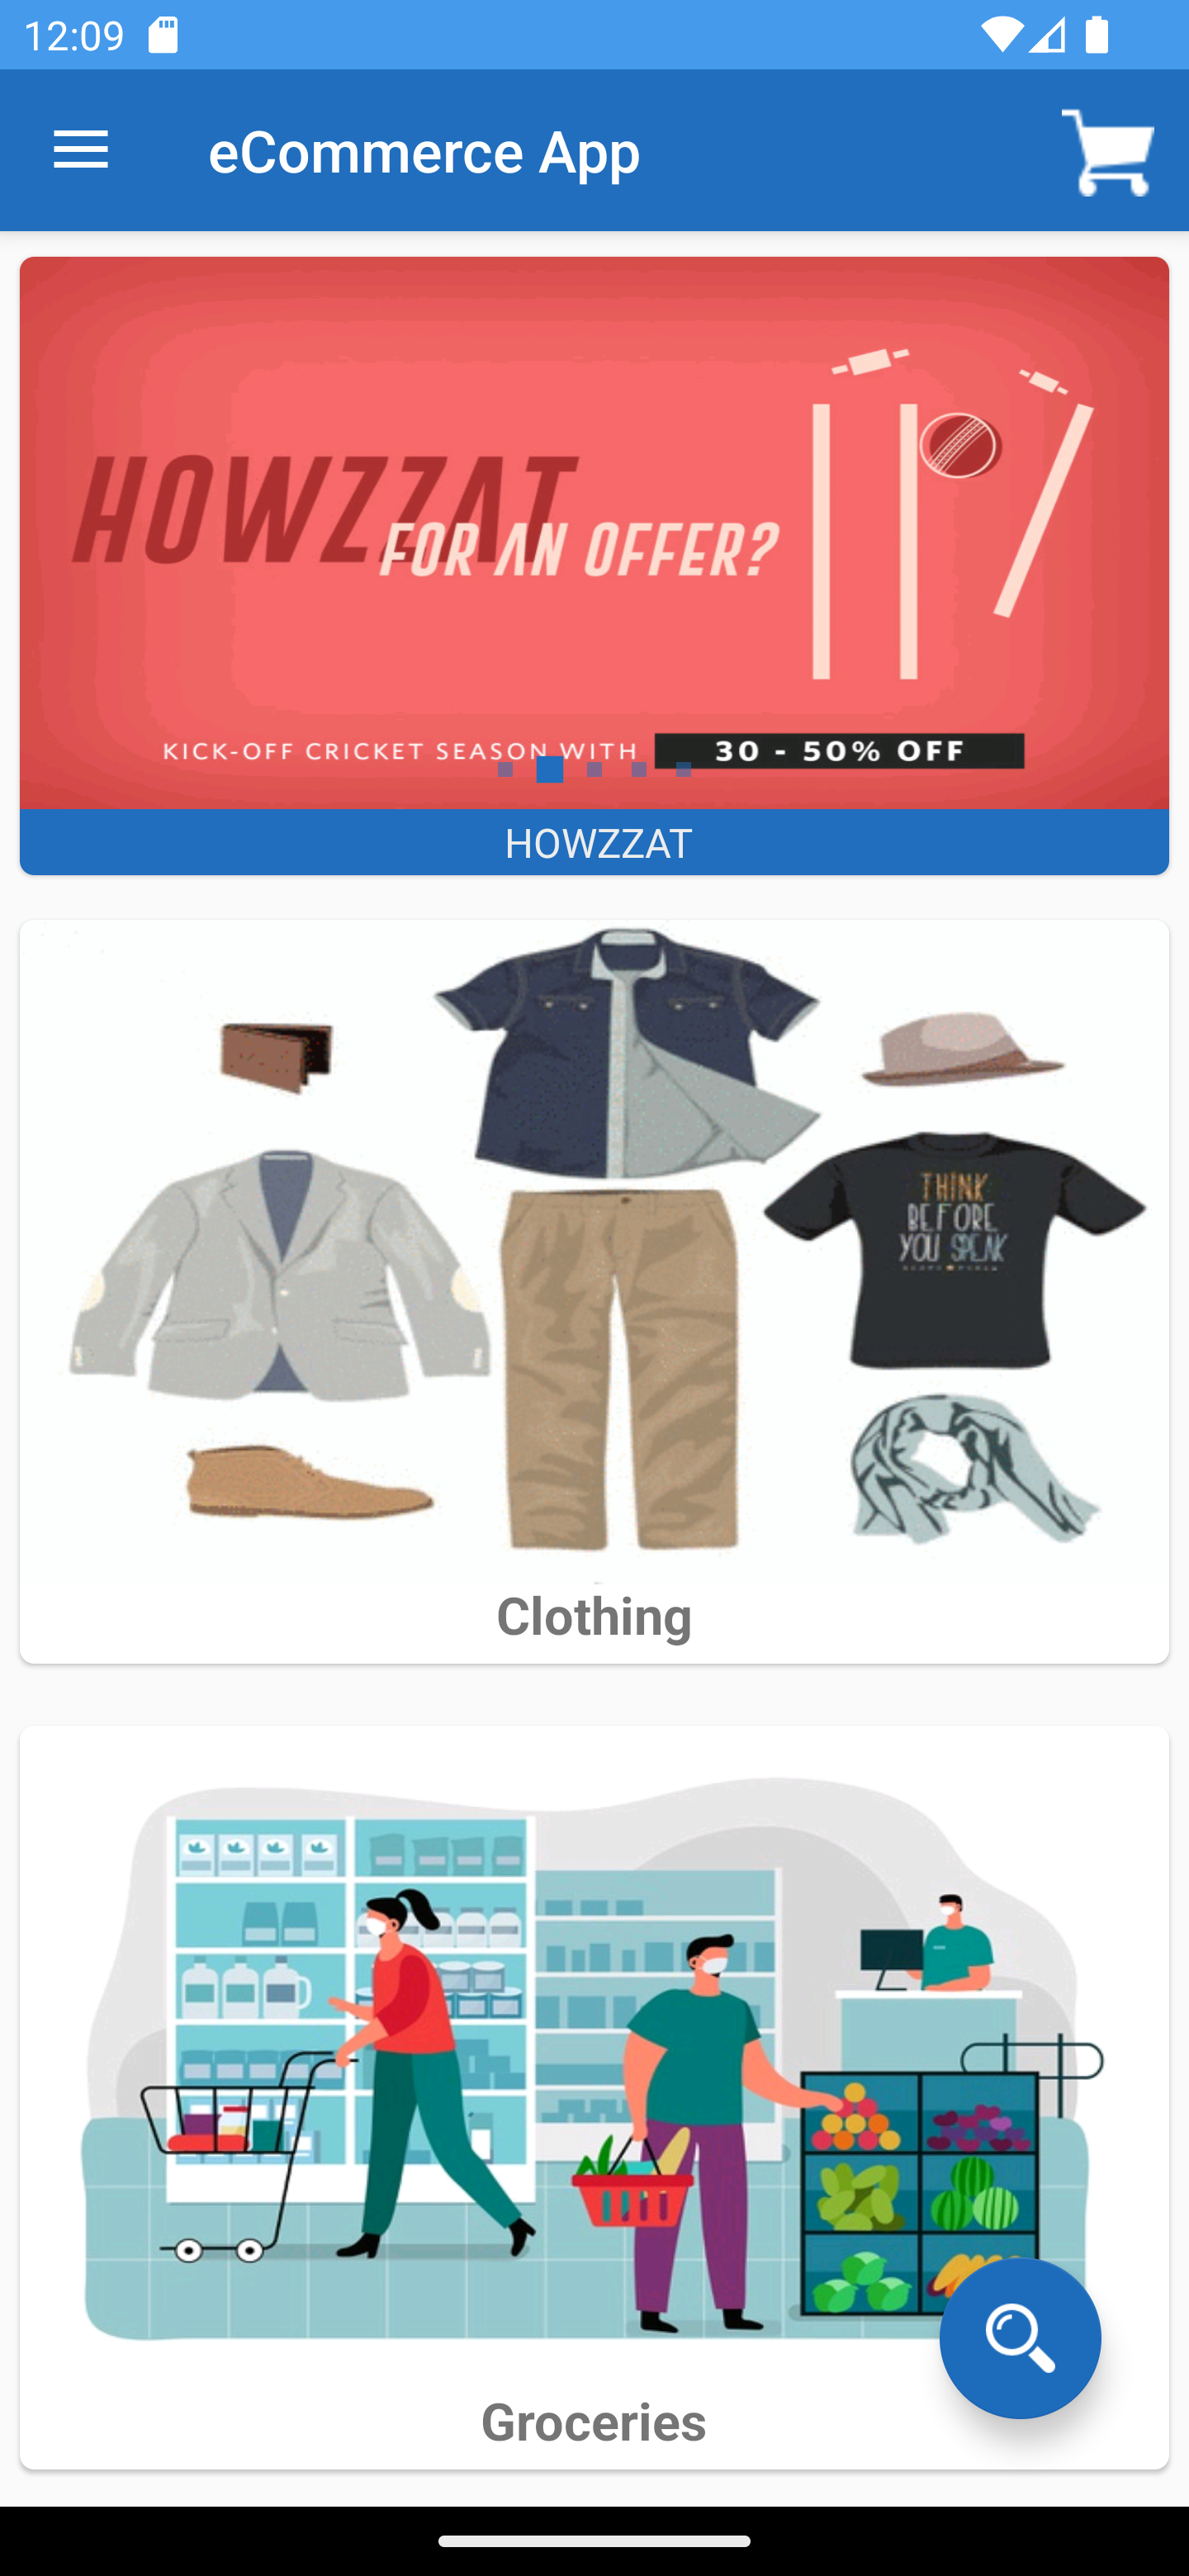 12:09
eCommerce App
HOWZZAT
FOR AN OFFER?
KICK-OFF CRICKET SEASON WITH 30 - 50% OFF
HOWZZAT
THINK
BEFORE
YOU SPEAK
Clothing
Groceries